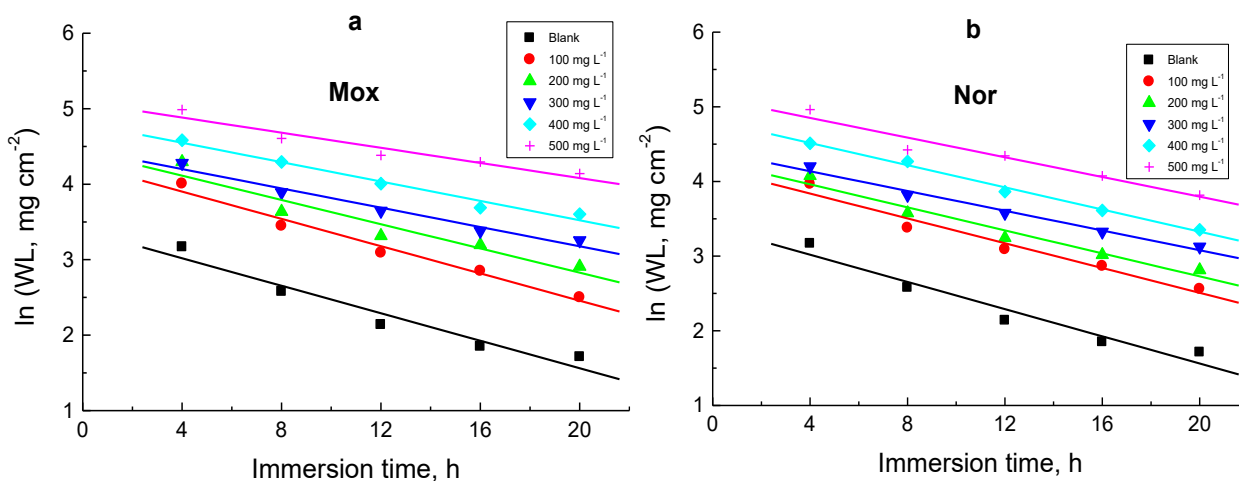 a
Mox
Blank
100 mg L⁻¹
200 mg L⁻¹
300 mg L⁻¹
400 mg L⁻¹
500 mg L⁻¹
ln (WL, mg cm⁻²)
6
5
4
3
2
1
0 4 8 12 16 20
Immersion time, h
b
Nor
Blank
100 mg L⁻¹
200 mg L⁻¹
300 mg L⁻¹
400 mg L⁻¹
500 mg L⁻¹
ln (WL, mg cm⁻²)
6
5
4
3
2
1
0 4 8 12 16 20
Immersion time, h